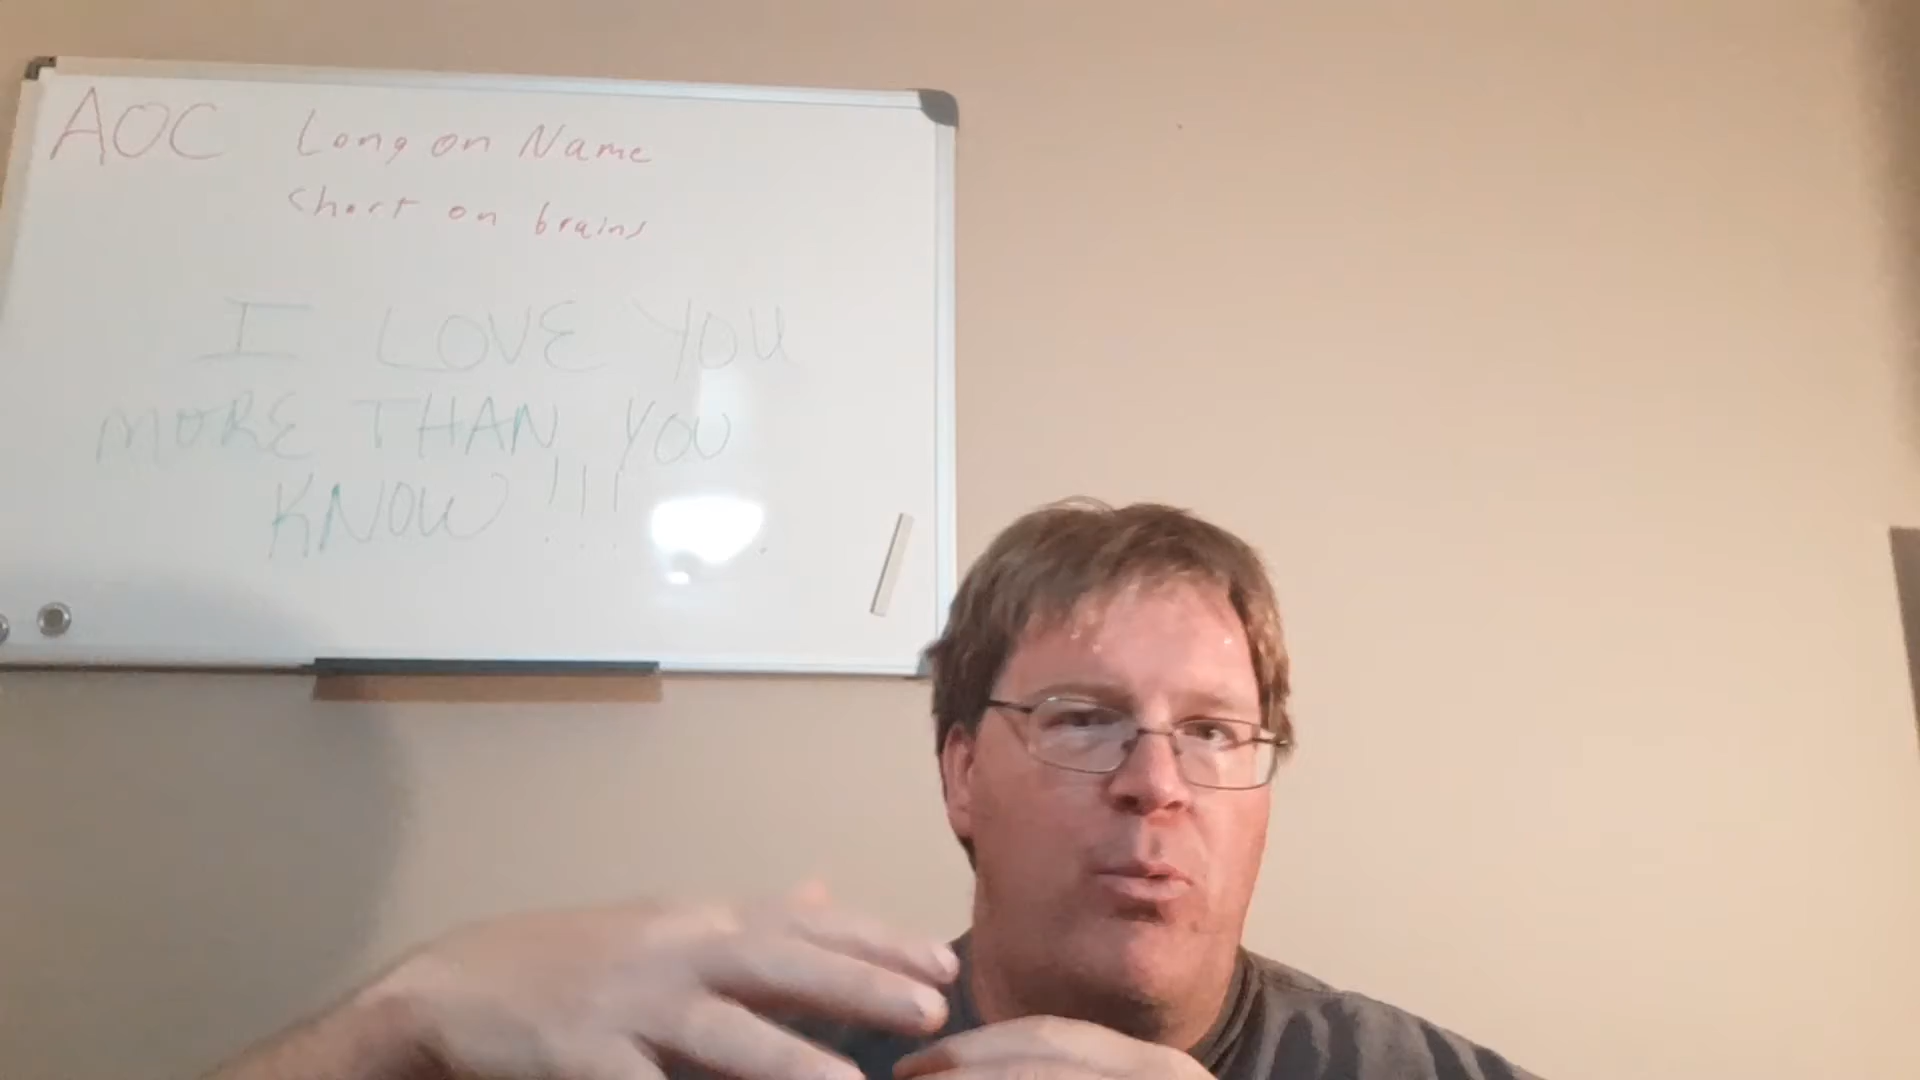 AOC Long on Name
short on brains
I LOVE YOU
MORE THAN YOU
KNOW!!!